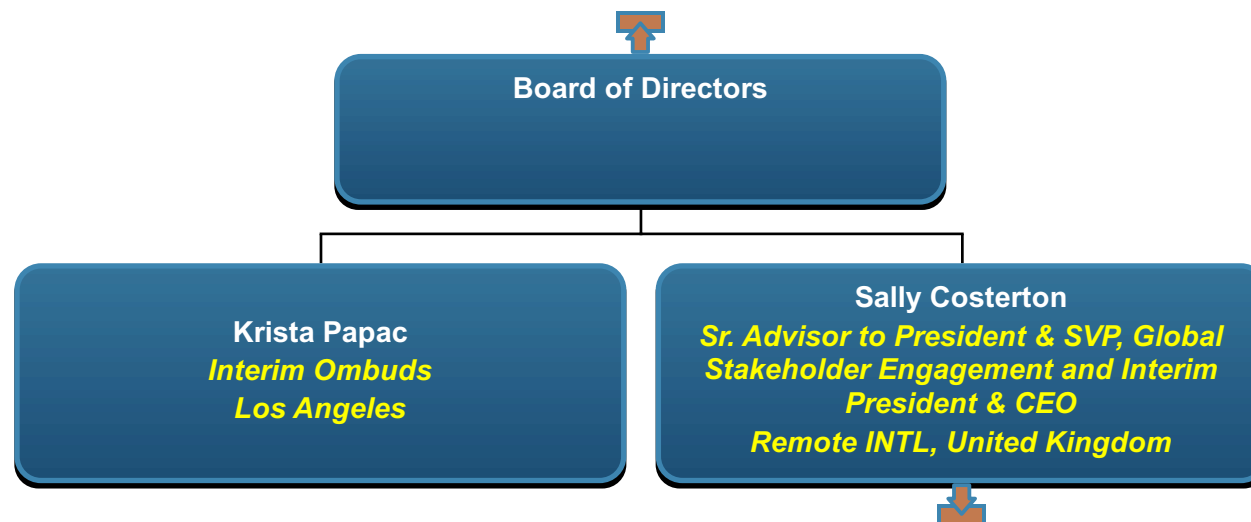 Board of Directors
Krista Papac
Interim Ombuds
Los Angeles
Sally Costerton
Sr. Advisor to President & SVP, Global
Stakeholder Engagement and Interim
President & CEO
Remote INTL, United Kingdom